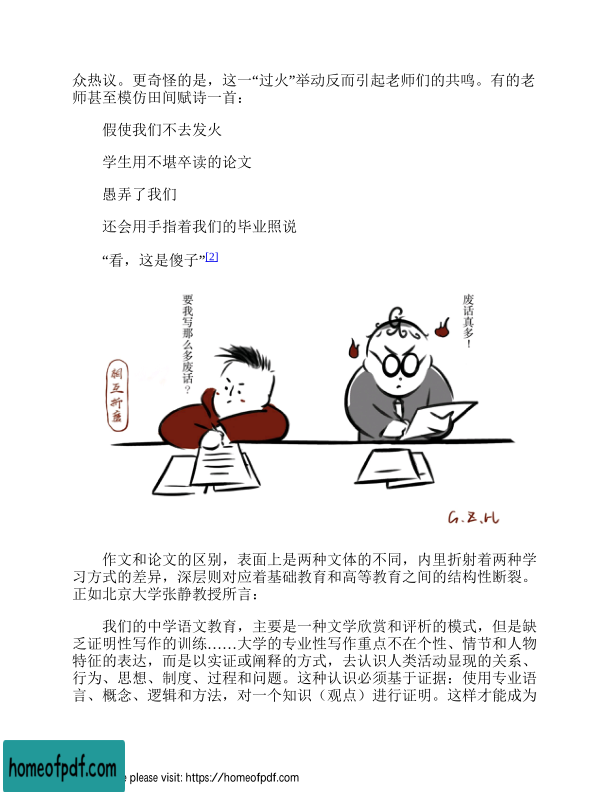 众热议。更奇怪的是，这一“过火”举动反而引起老师们的共鸣。有的老
师甚至模仿田间赋诗一首：
假使我们不去发火
学生用不堪卒读的论文
愚弄了我们
还会用手指着我们的毕业照说
“看，这是傻子”[2]
要我写那么多废话？
废话真多！
相互折磨
G.Z.H
作文和论文的区别，表面上是两种文体的不同，内里折射着两种学
习方式的差异，深层则对应着基础教育和高等教育之间的结构性断裂。
正如北京大学张静教授所言：
我们的中学语文教育，主要是一种文学欣赏和评析的模式，但是缺
乏证明性写作的训练……大学的专业性写作重点不在个性、情节和人物
特征的表达，而是以实证或阐释的方式，去认识人类活动显现的关系、
行为、思想、制度、过程和问题。这种认识必须基于证据：使用专业语
言、概念、逻辑和方法，对一个知识（观点）进行证明。这样才能成为
homeofpdf.com
e please visit: https://homeofpdf.com